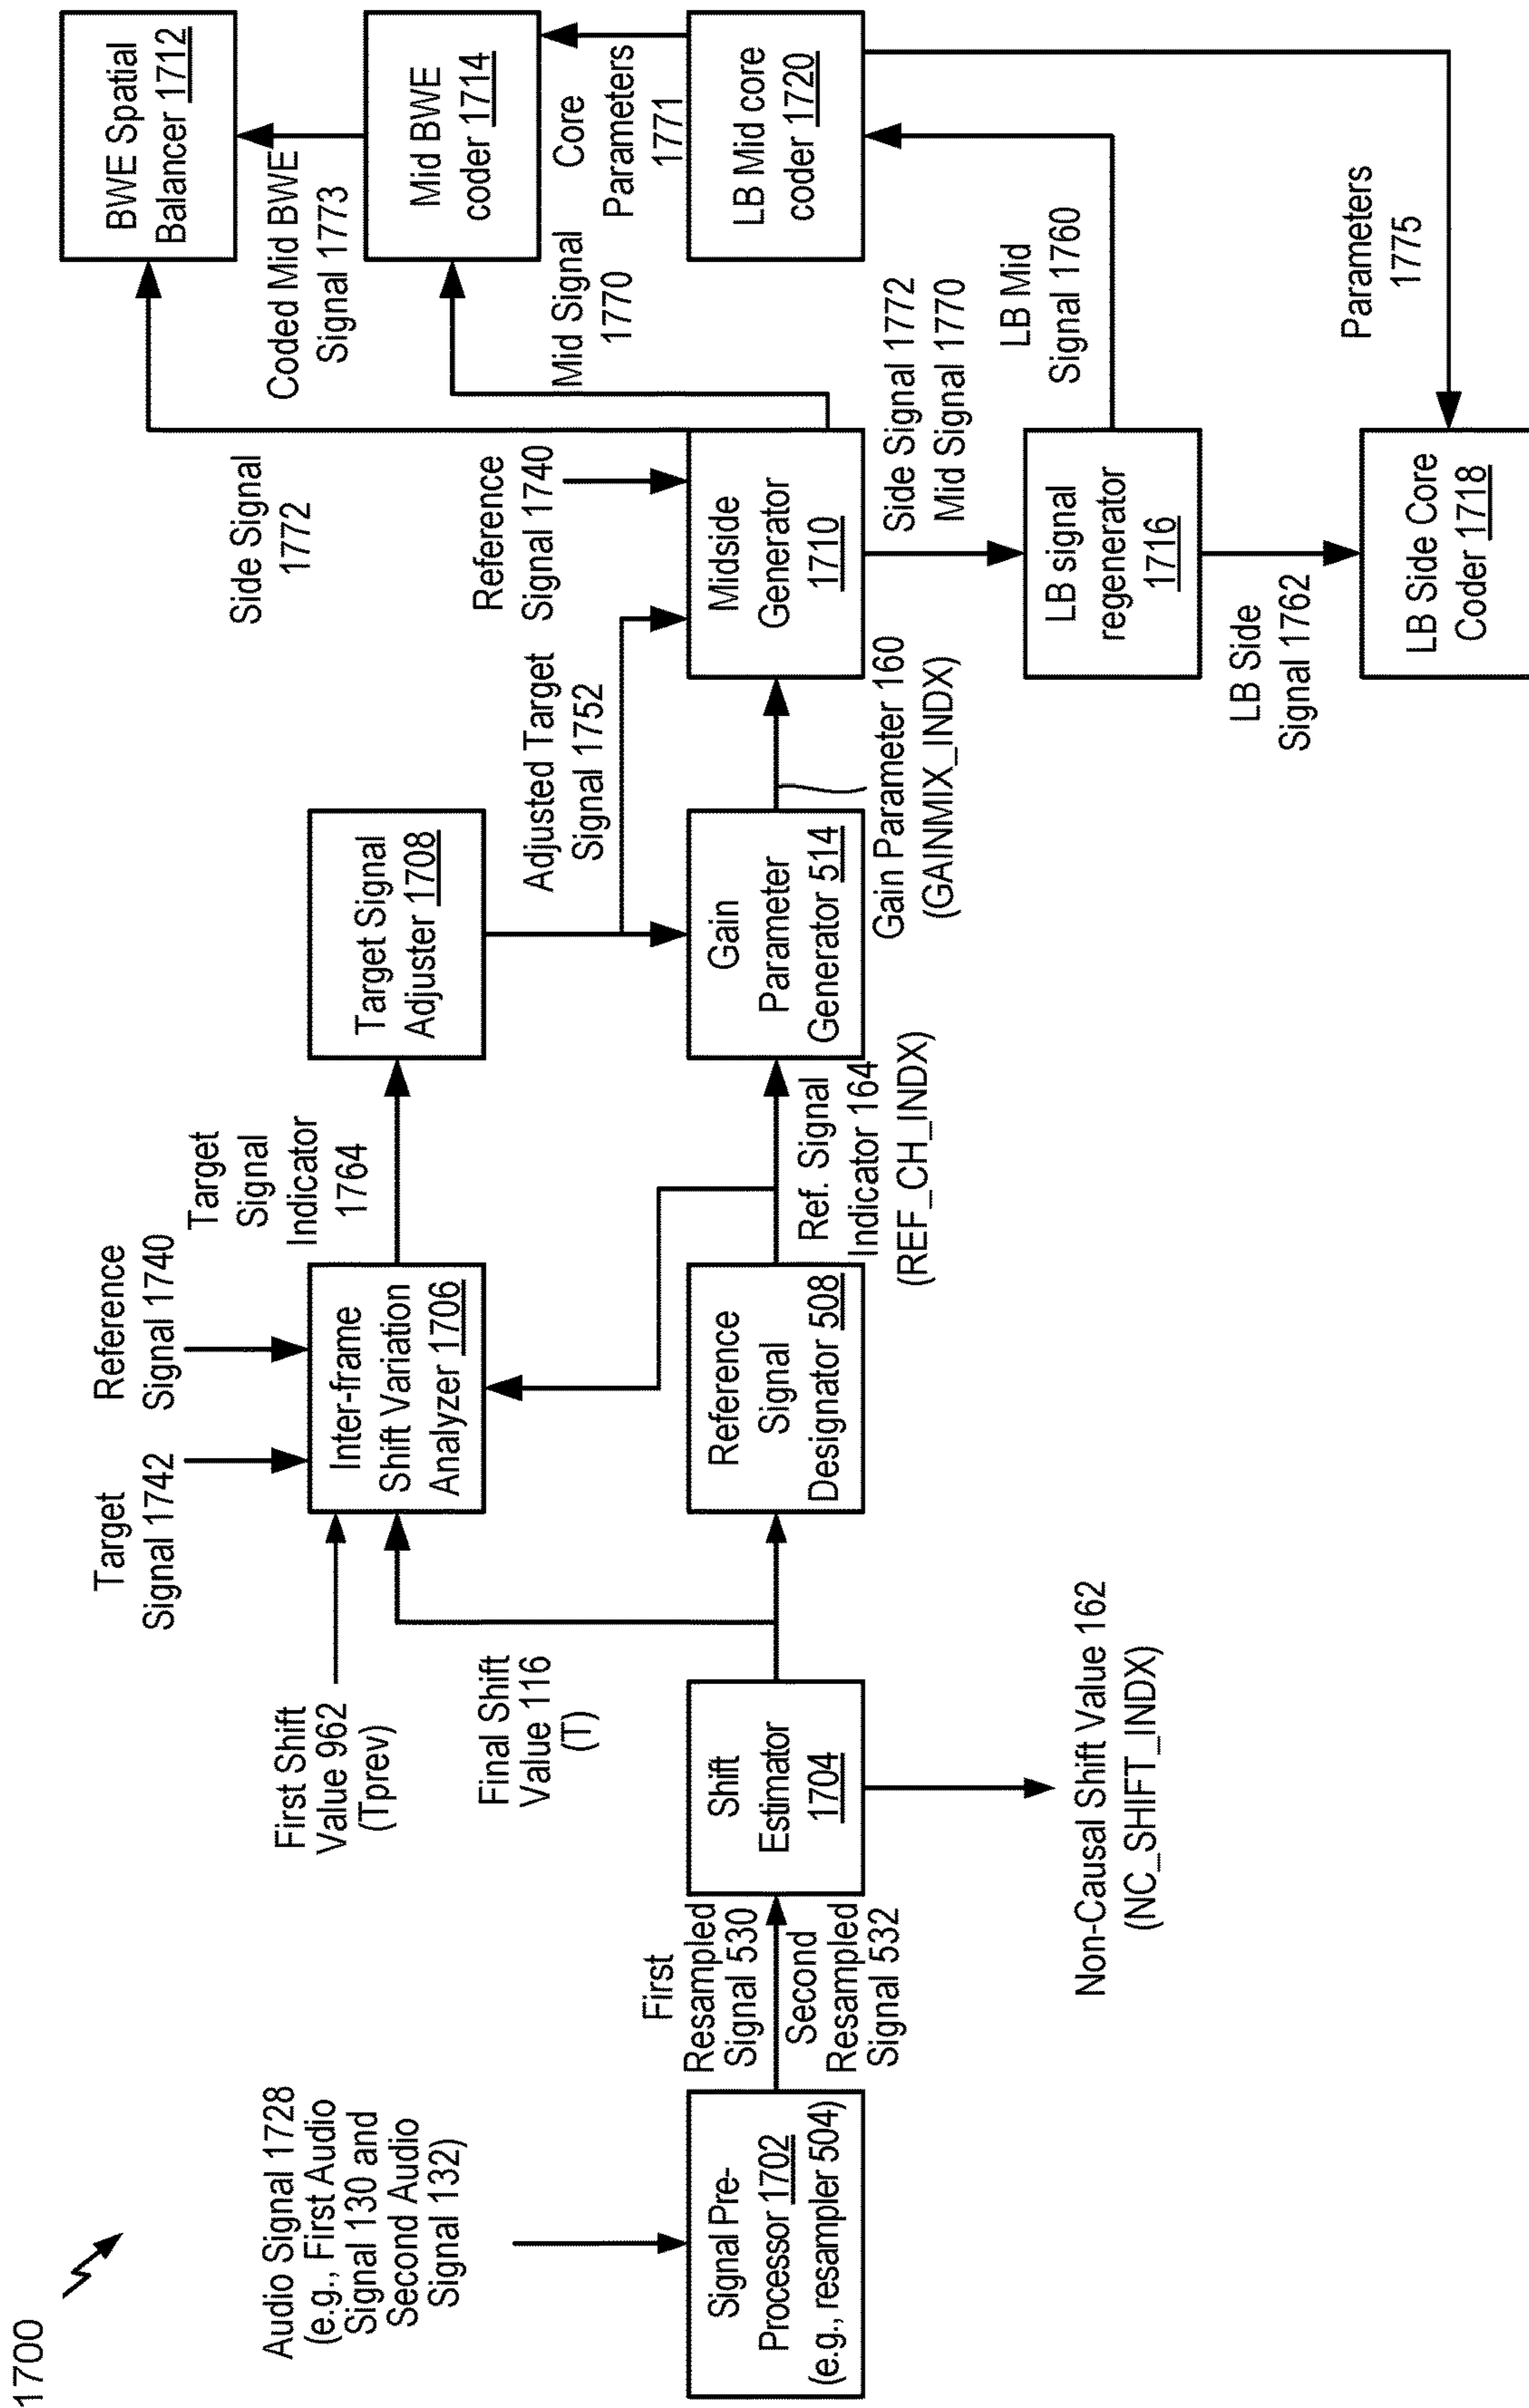 1700
Audio Signal 1728
(e.g., First Audio
Signal 130 and
Second Audio
Signal 132)
Signal Pre-
Processor 1702
(e.g., resampler 504)
First
Resampled
Signal 530
Second
Resampled
Signal 532
Shift
Estimator
1704
Non-Causal Shift Value 162
(NC_SHIFT_INDX)
First Shift
Value 962
(Tprev)
Final Shift
Value 116
(T)
Target
Signal 1742
Reference
Signal 1740
Inter-frame
Shift Variation
Analyzer 1706
Reference
Signal
Designator 508
Target
Signal
Indicator
1764
Ref. Signal
Indicator 164
(REF_CH_INDX)
Target Signal
Adjuster 1708
Gain
Parameter
Generator 514
Adjusted Target
Signal 1752
Gain Parameter 160
(GAINMIX_INDX)
Reference
Signal 1740
Midside
Generator
1710
Side Signal
1772
Mid Signal
1770
Side Signal 1772
Mid Signal 1770
LB signal
regenerator
1716
LB Mid
Signal 1760
LB Side
Signal 1762
LB Side Core
Coder 1718
BWE Spatial
Balancer 1712
Coded Mid BWE
Signal 1773
Mid BWE
coder 1714
Core
Parameters
1771
LB Mid core
coder 1720
Parameters
1775